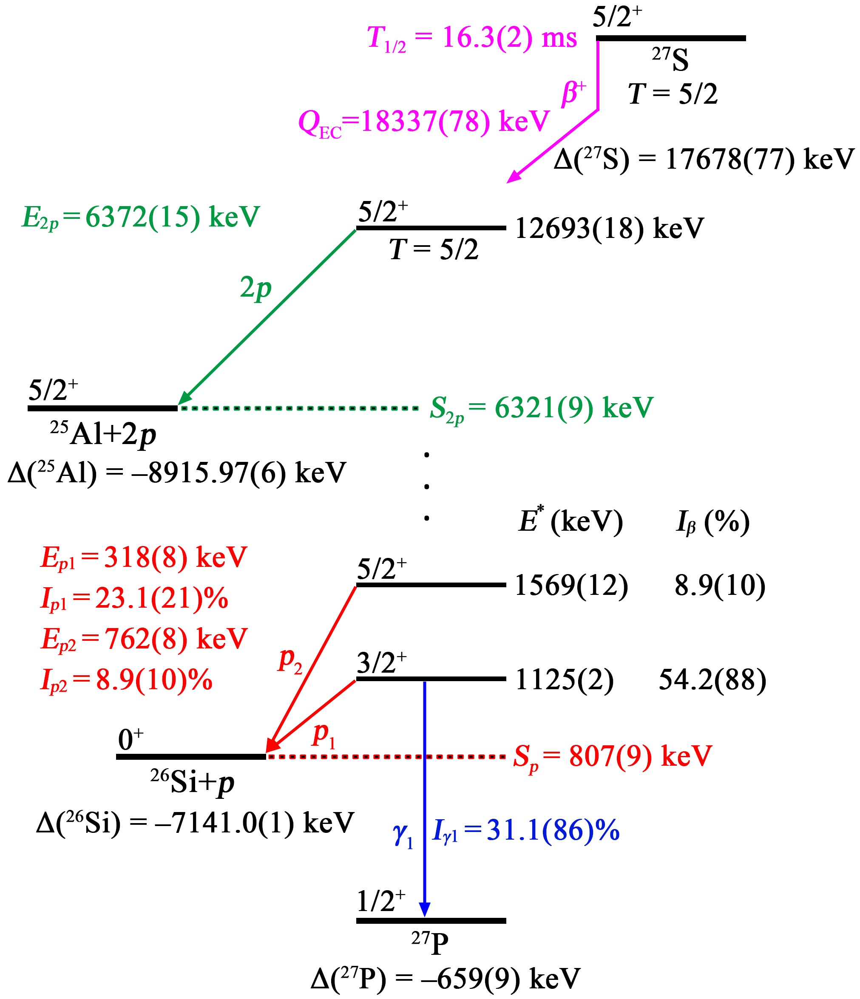 5/2⁺
T₁/₂ = 16.3(2) ms
²⁷S
β⁺
T = 5/2
Q_EC=18337(78) keV
Δ(²⁷S) = 17678(77) keV
5/2⁺
E₂ₚ = 6372(15) keV
12693(18) keV
T = 5/2
2p
5/2⁺
S₂ₚ = 6321(9) keV
²⁵Al+2p
Δ(²⁵Al) = –8915.97(6) keV
.
.
.
E* (keV) Iᵦ (%)
Eₚ₁ = 318(8) keV
5/2⁺
1569(12) 8.9(10)
Iₚ₁ = 23.1(21)%
Eₚ₂ = 762(8) keV
p₂
3/2⁺
1125(2) 54.2(88)
Iₚ₂ = 8.9(10)%
0⁺
p₁
Sₚ = 807(9) keV
²⁶Si+p
Δ(²⁶Si) = –7141.0(1) keV
γ₁
Iᵧ₁ = 31.1(86)%
1/2⁺
²⁷P
Δ(²⁷P) = –659(9) keV